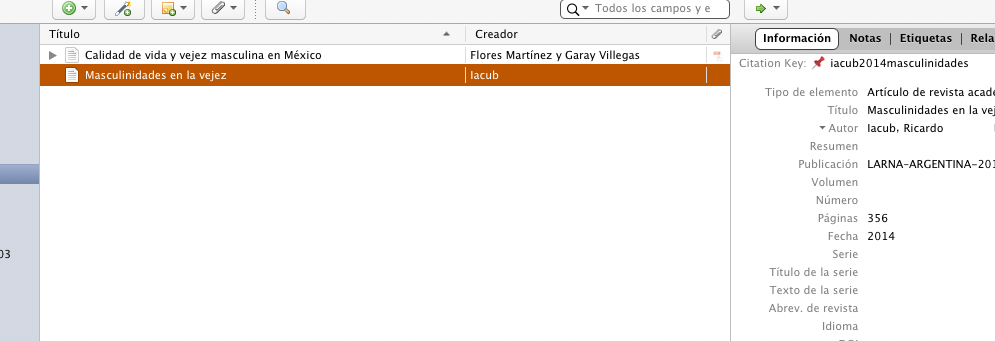 Todos los campos y e
Título Creador
Calidad de vida y vejez masculina en México Flores Martínez y Garay Villegas
Masculinidades en la vejez Iacub
03
Información Notas Etiquetas Rela
Citation Key: iacub2014masculinidades
Tipo de elemento Artículo de revista acade
Título Masculinidades en la vej
Autor Iacub, Ricardo
Resumen
Publicación LARNA-ARGENTINA-201
Volumen
Número
Páginas 356
Fecha 2014
Serie
Título de la serie
Texto de la serie
Abrev. de revista
Idioma